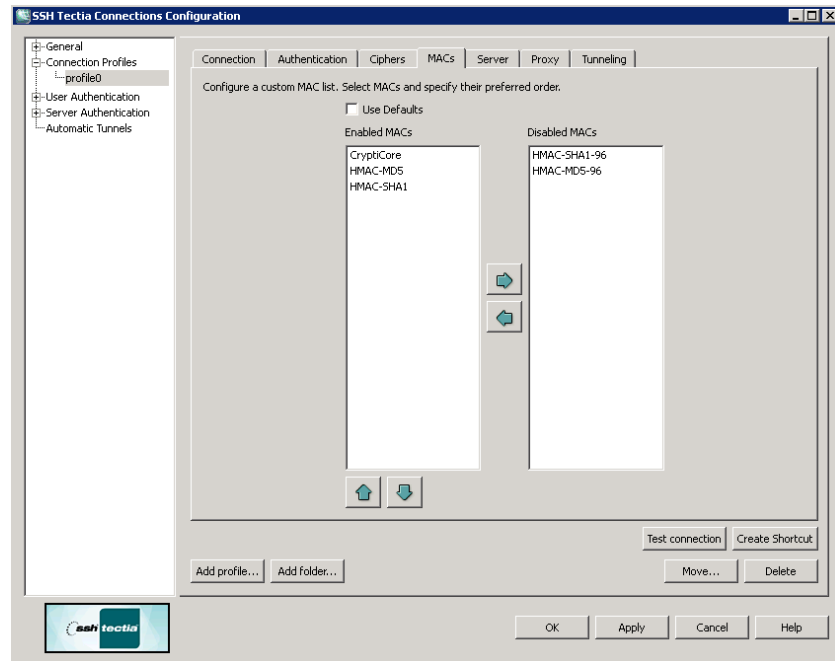 SSH Tectia Connections Configuration
General
Connection Profiles
profile0
User Authentication
Server Authentication
Automatic Tunnels
Connection Authentication Ciphers MACs Server Proxy Tunneling
Configure a custom MAC list. Select MACs and specify their preferred order.
Use Defaults
Enabled MACs
CryptiCore
HMAC-MD5
HMAC-SHA1
Disabled MACs
HMAC-SHA1-96
HMAC-MD5-96
Test connection Create Shortcut
Add profile... Add folder... Move... Delete
ssh tectia
OK Apply Cancel Help